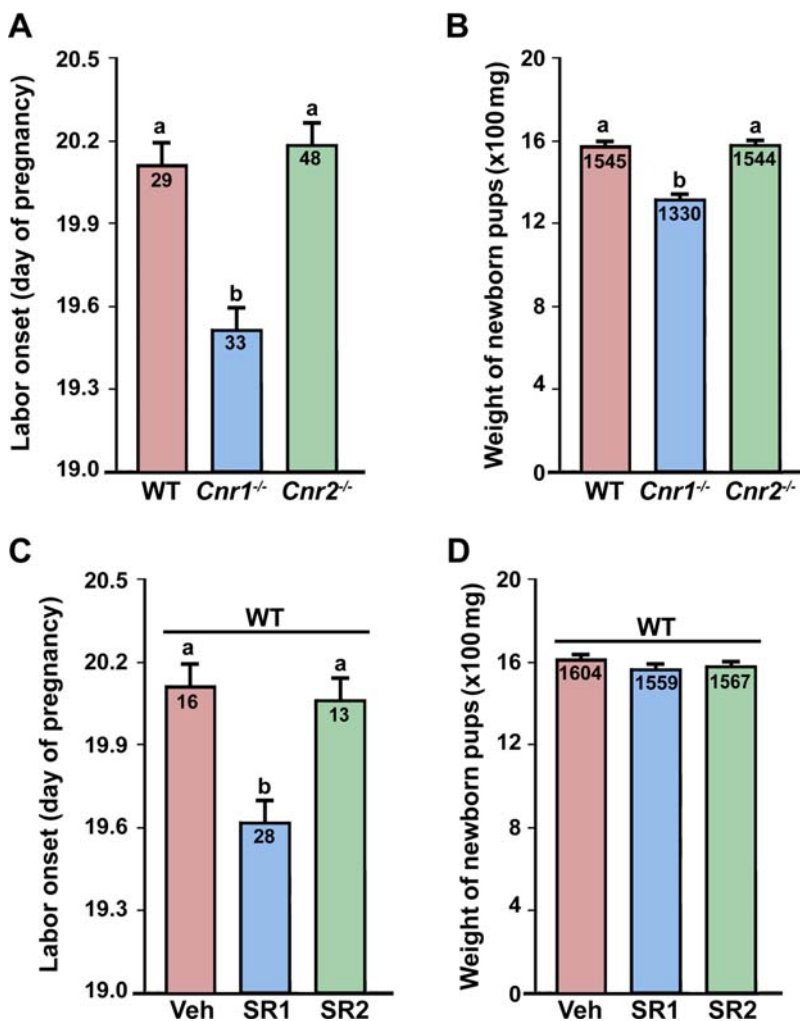 A
Labor onset (day of pregnancy)
20.5
20.2
19.9
19.6
19.3
19.0
a
29
b
33
a
48
WT
Cnr1-/-
Cnr2-/-
B
Weight of newborn pups (x100 mg)
20
16
12
8
4
0
a
1545
b
1330
a
1544
WT
Cnr1-/-
Cnr2-/-
C
Labor onset (day of pregnancy)
20.5
20.2
19.9
19.6
19.3
19.0
WT
a
16
b
28
a
13
Veh
SR1
SR2
D
Weight of newborn pups (x100 mg)
20
16
12
8
4
0
WT
1604
1559
1567
Veh
SR1
SR2